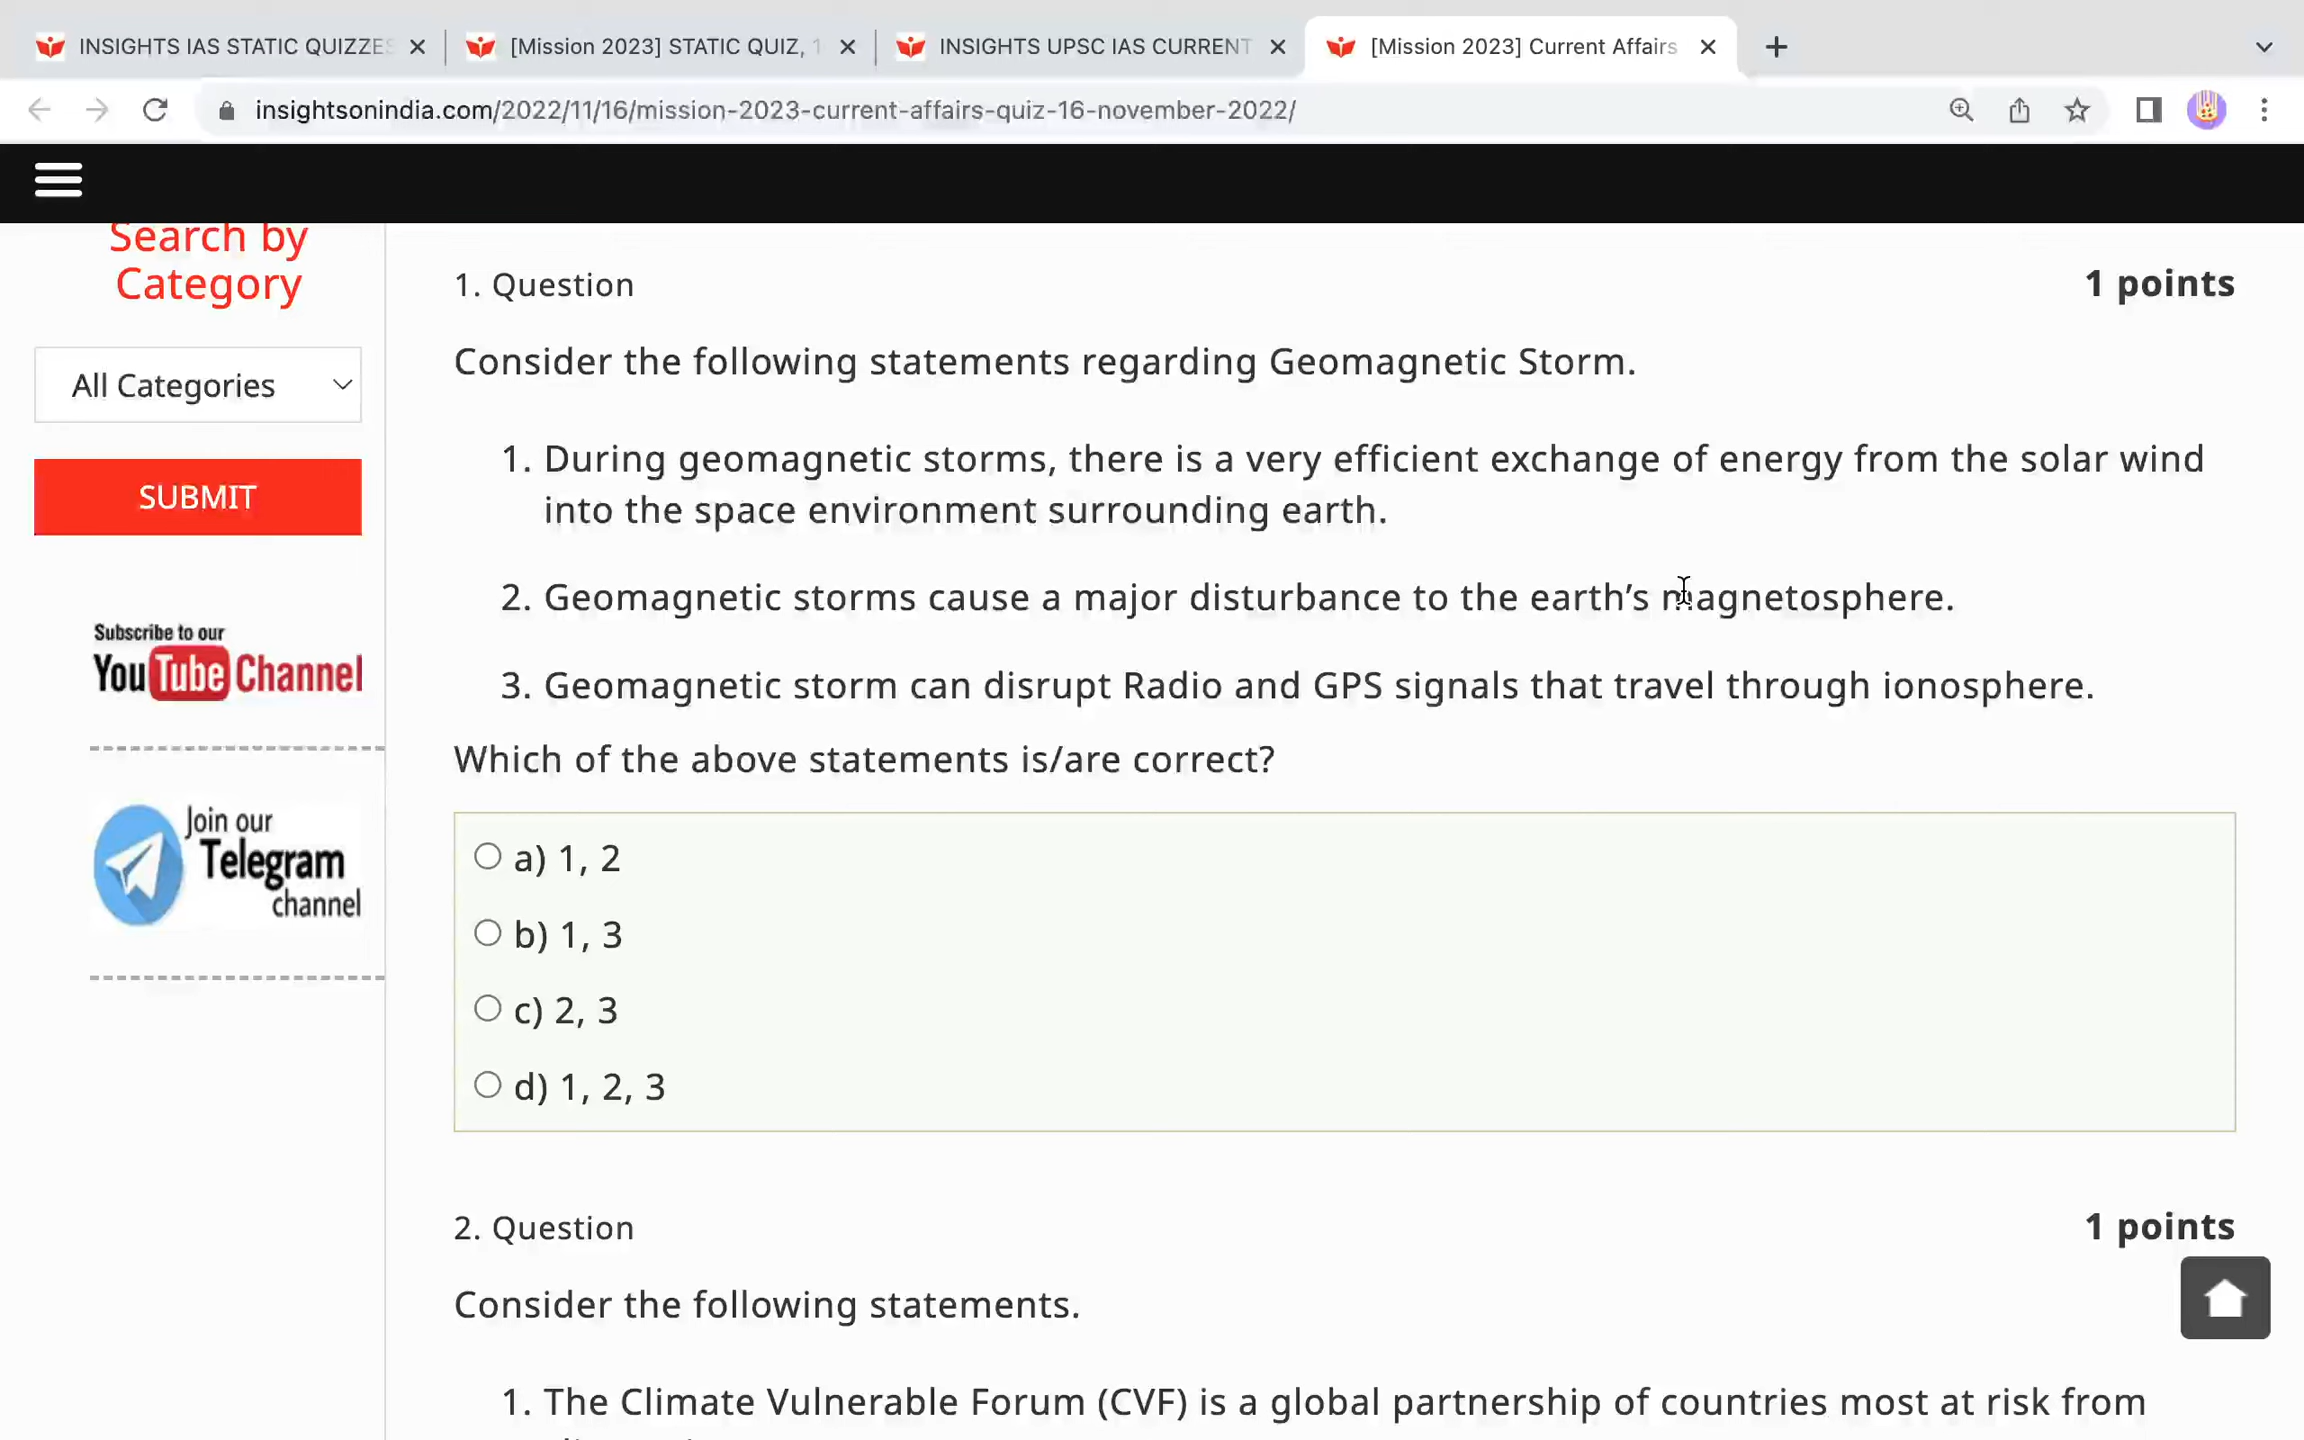 INSIGHTS IAS STATIC QUIZZES
[Mission 2023] STATIC QUIZ, 1
INSIGHTS UPSC IAS CURRENT
[Mission 2023] Current Affairs
insightsonindia.com/2022/11/16/mission-2023-current-affairs-quiz-16-november-2022/
Search by
Category
All Categories
SUBMIT
Subscribe to our
YouTube Channel
Join our
Telegram
channel
1. Question
1 points
Consider the following statements regarding Geomagnetic Storm.
1. During geomagnetic storms, there is a very efficient exchange of energy from the solar wind
into the space environment surrounding earth.
2. Geomagnetic storms cause a major disturbance to the earth’s magnetosphere.
3. Geomagnetic storm can disrupt Radio and GPS signals that travel through ionosphere.
Which of the above statements is/are correct?
a) 1, 2
b) 1, 3
c) 2, 3
d) 1, 2, 3
2. Question
1 points
Consider the following statements.
1. The Climate Vulnerable Forum (CVF) is a global partnership of countries most at risk from